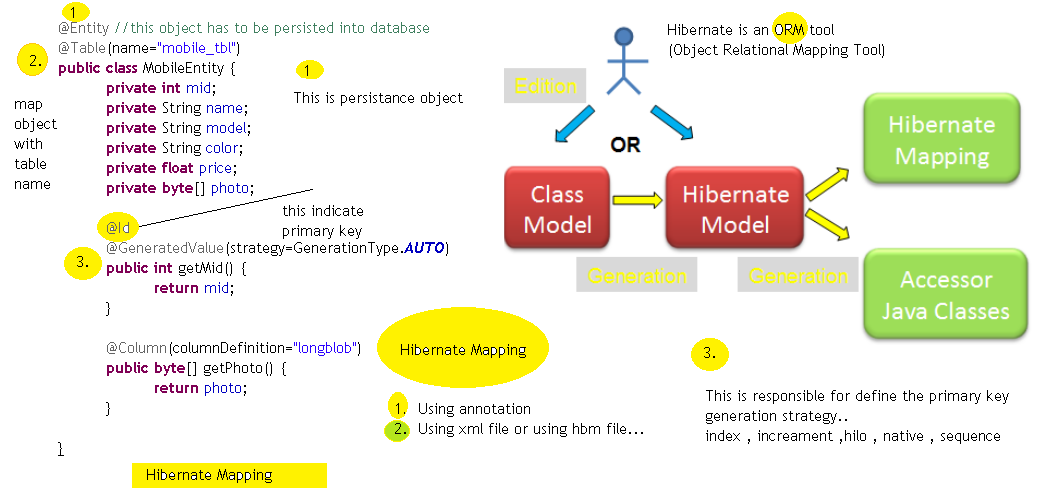 1
@Entity //this object has to be persisted into database
@Table(name="mobile_tbl")
2.
public class MobileEntity {
private int mid;
private String name;
private String model;
private String color;
private float price;
private byte[] photo;
map
object
with
table
name
1
This is persistance object
@Id
this indicate
primary key
@GeneratedValue(strategy=GenerationType.AUTO)
3.
public int getMid() {
return mid;
}
@Column(columnDefinition="longblob")
public byte[] getPhoto() {
return photo;
}
}
Hibernate Mapping
Hibernate Mapping
1. Using annotation
2. Using xml file or using hbm file...
Hibernate is an ORM tool
(Object Relational Mapping Tool)
Edition
OR
Class
Model
Hibernate
Model
Hibernate
Mapping
Generation
Generation
Accessor
Java Classes
3.
This is responsible for define the primary key
generation strategy..
index , increament ,hilo , native , sequence